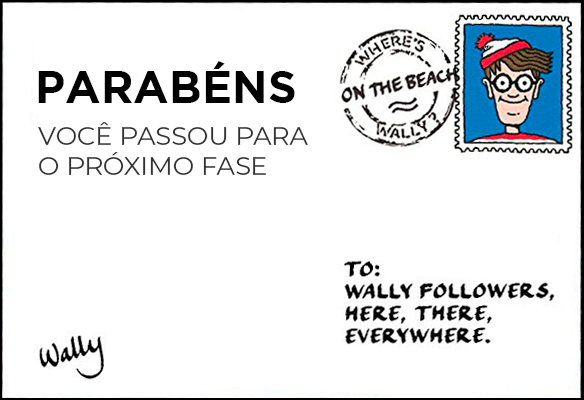 PARABÉNS
VOCÊ PASSOU PARA
O PRÓXIMO FASE
WHERE'S
ON THE BEACH
WALLY?
TO:
WALLY FOLLOWERS,
HERE, THERE,
EVERYWHERE.
Wally